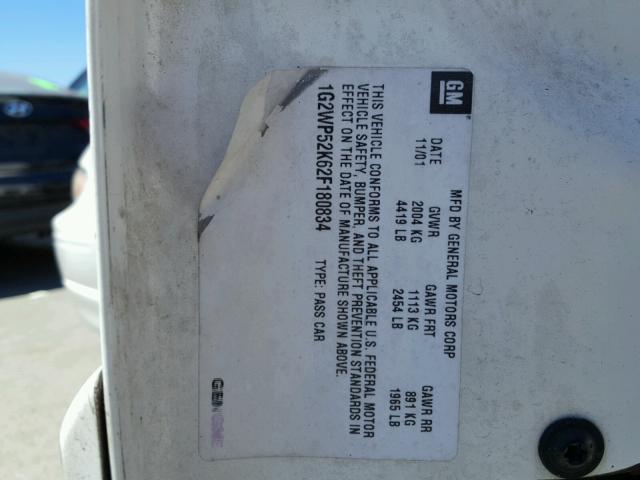 GM
MFD BY GENERAL MOTORS CORP
DATE GVWR GAWR FRT GAWR RR
11/01 2004 KG 1113 KG 891 KG
4419 LB 2454 LB 1965 LB
THIS VEHICLE CONFORMS TO ALL APPLICABLE U.S. FEDERAL MOTOR
VEHICLE SAFETY, BUMPER, AND THEFT PREVENTION STANDARDS IN
EFFECT ON THE DATE OF MANUFACTURE SHOWN ABOVE.
1G2WP52K62F180834 TYPE: PASS CAR